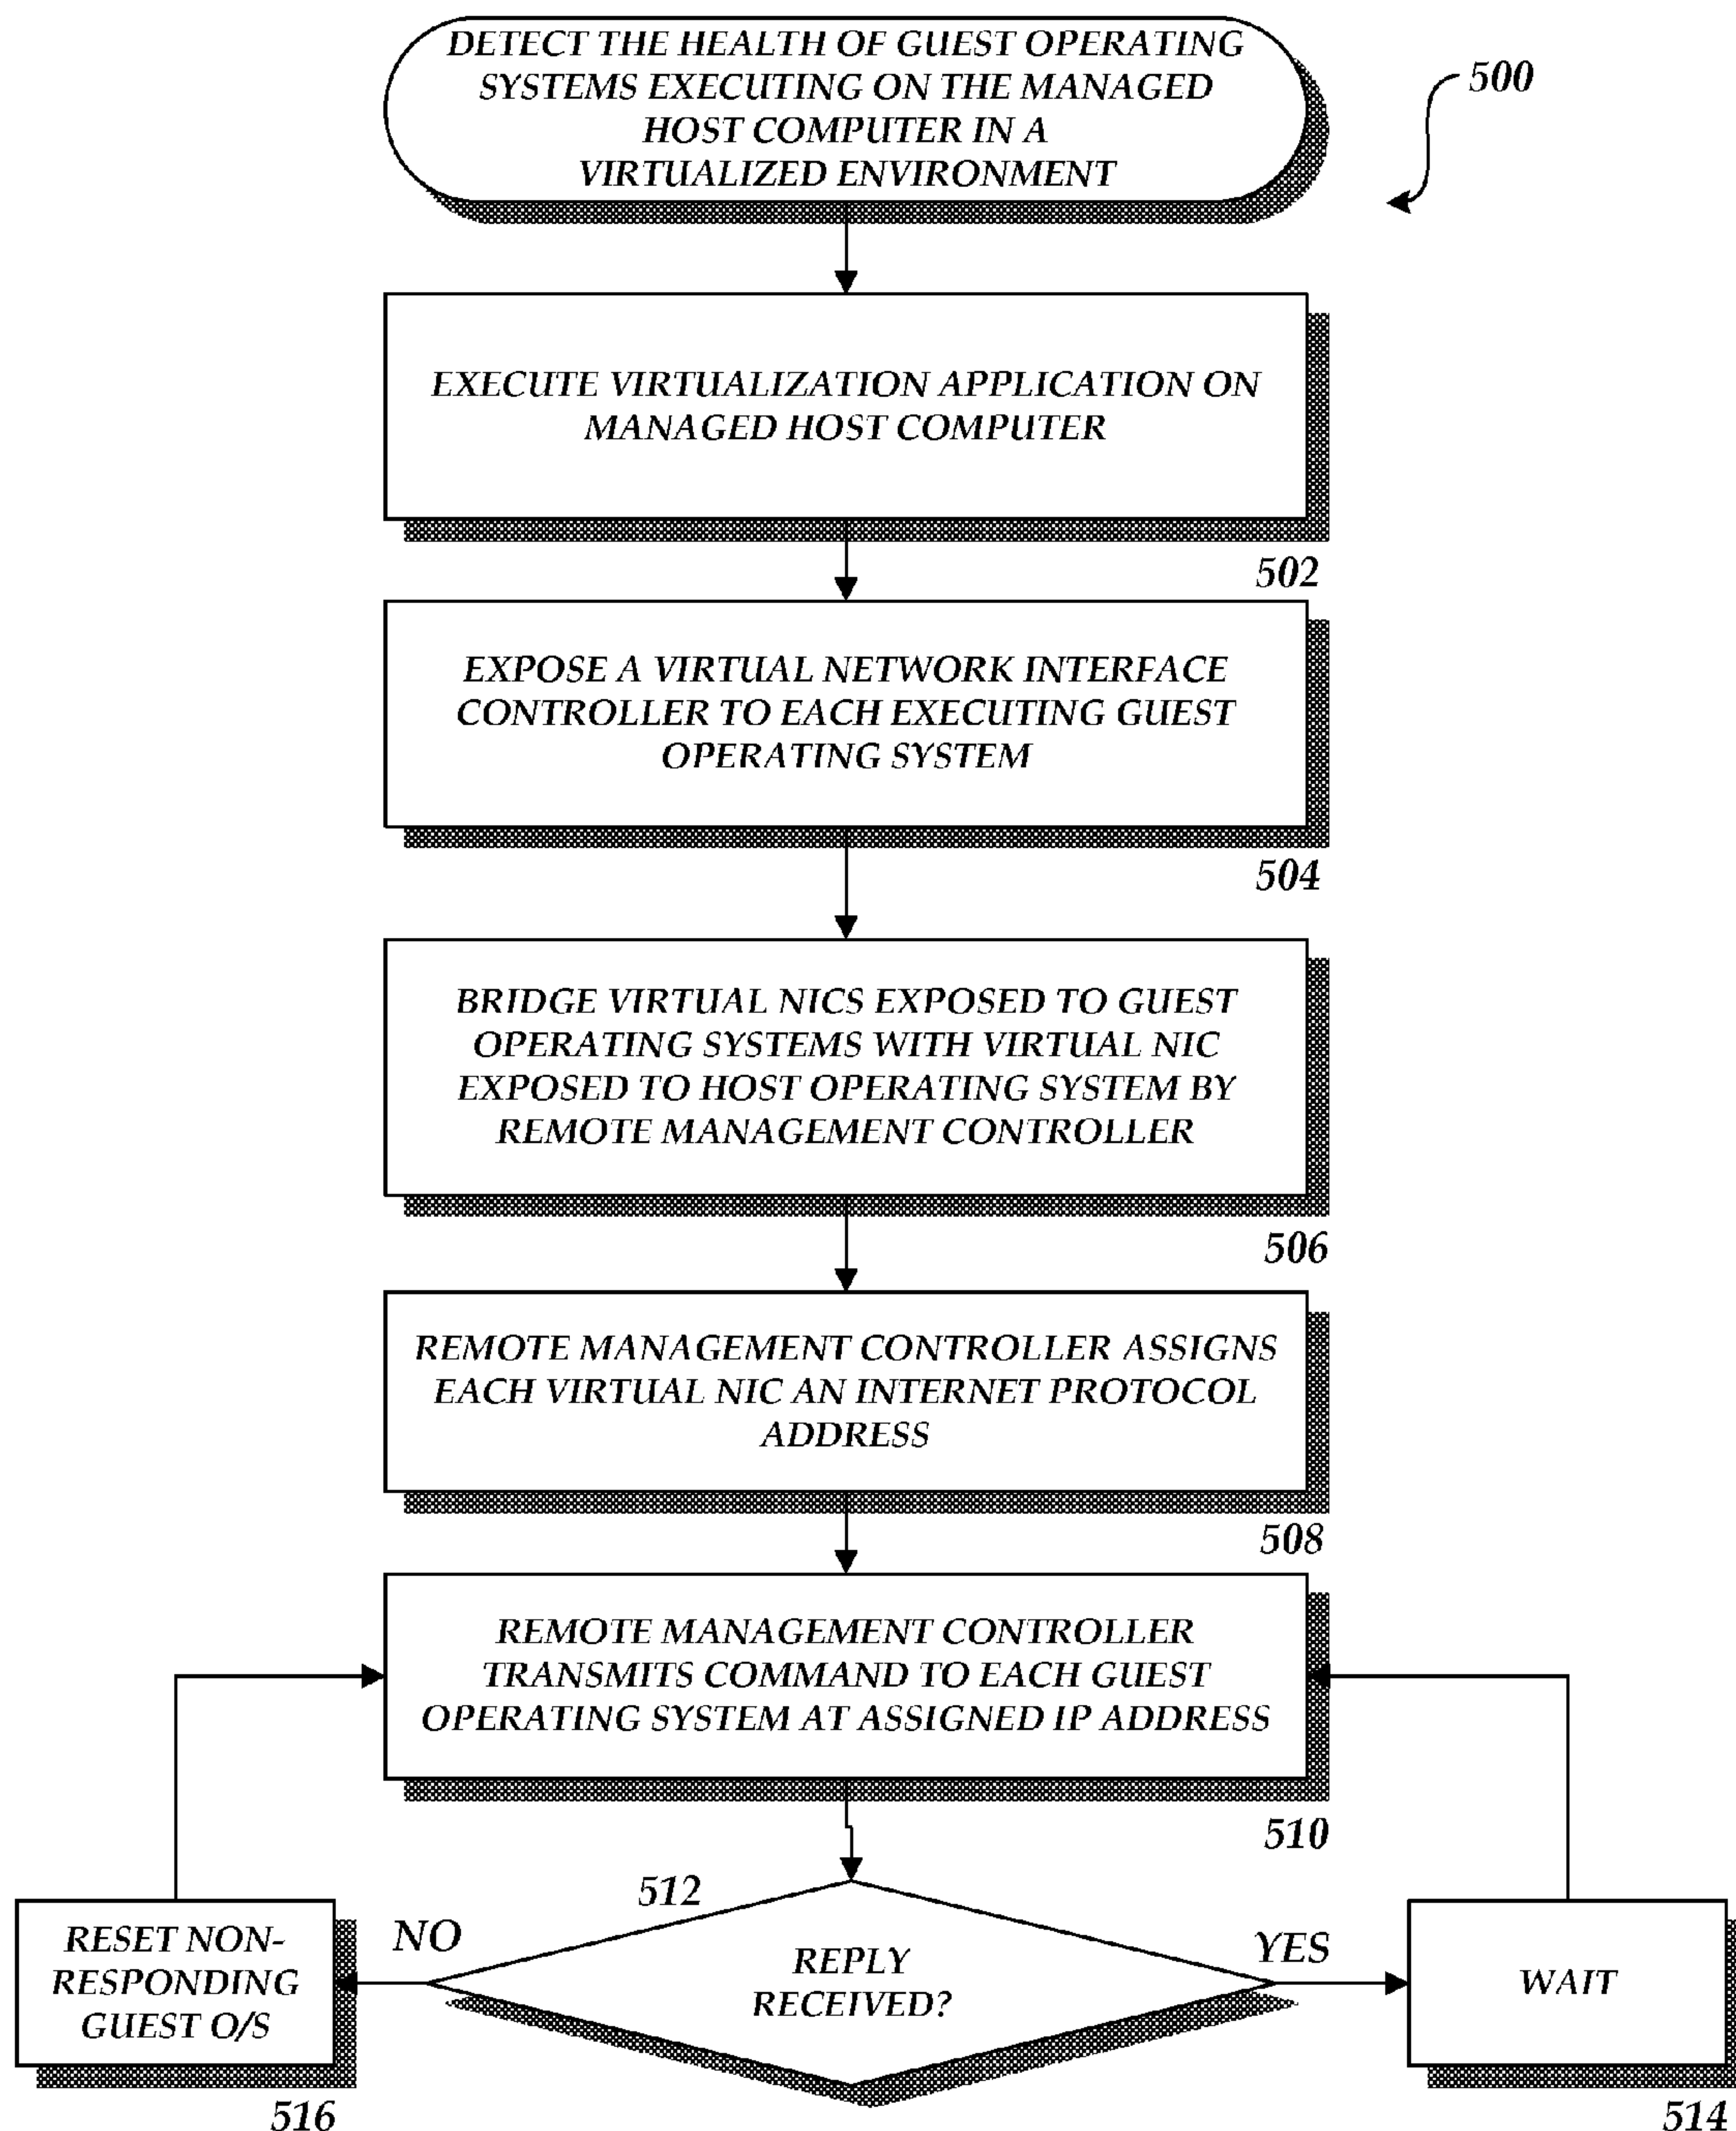 DETECT THE HEALTH OF GUEST OPERATING
SYSTEMS EXECUTING ON THE MANAGED
HOST COMPUTER IN A
VIRTUALIZED ENVIRONMENT
500
EXECUTE VIRTUALIZATION APPLICATION ON
MANAGED HOST COMPUTER
502
EXPOSE A VIRTUAL NETWORK INTERFACE
CONTROLLER TO EACH EXECUTING GUEST
OPERATING SYSTEM
504
BRIDGE VIRTUAL NICS EXPOSED TO GUEST
OPERATING SYSTEMS WITH VIRTUAL NIC
EXPOSED TO HOST OPERATING SYSTEM BY
REMOTE MANAGEMENT CONTROLLER
506
REMOTE MANAGEMENT CONTROLLER ASSIGNS
EACH VIRTUAL NIC AN INTERNET PROTOCOL
ADDRESS
508
REMOTE MANAGEMENT CONTROLLER
TRANSMITS COMMAND TO EACH GUEST
OPERATING SYSTEM AT ASSIGNED IP ADDRESS
510
512
REPLY
RECEIVED?
NO
RESET NON-
RESPONDING
GUEST O/S
516
YES
WAIT
514